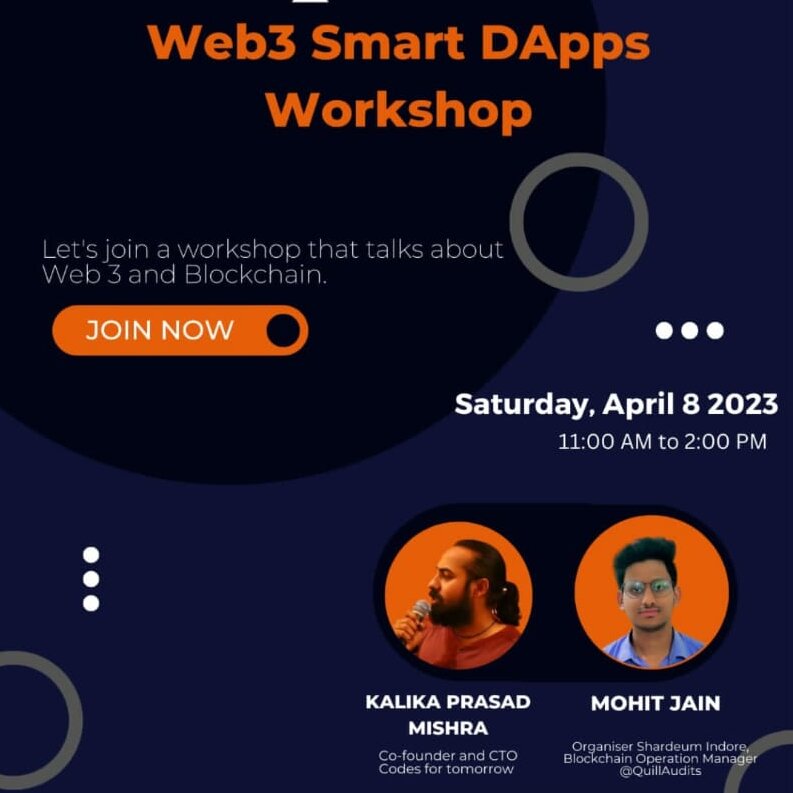 Web3 Smart DApps
Workshop
Let's join a workshop that talks about
Web 3 and Blockchain.
JOIN NOW
Saturday, April 8 2023
11:00 AM to 2:00 PM
KALIKA PRASAD
MISHRA
Co-founder and CTO
Codes for tomorrow
MOHIT JAIN
Organiser Shardeum Indore,
Blockchain Operation Manager
@QuillAudits